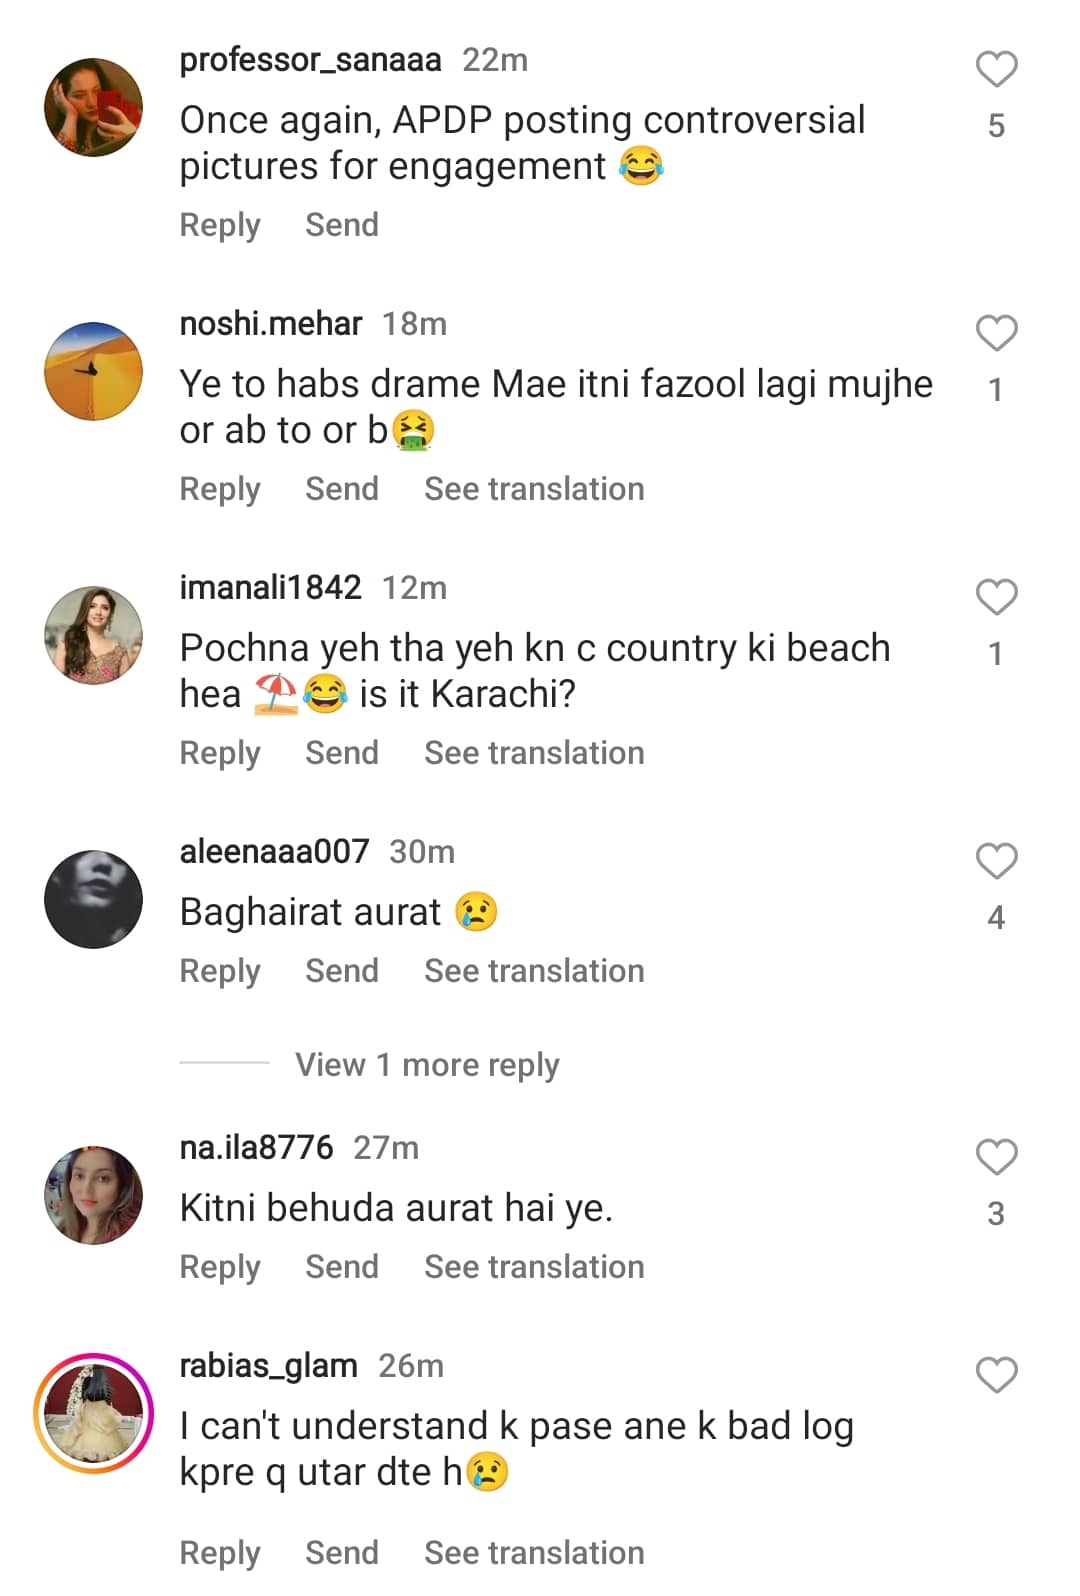 professor_sanaaa 22m
Once again, APDP posting controversial
pictures for engagement 😂
5
Reply Send
noshi.mehar 18m
Ye to habs drame Mae itni fazool lagi mujhe
or ab to or b🤮
1
Reply Send See translation
imanali1842 12m
Pochna yeh tha yeh kn c country ki beach
hea ⛱️😂 is it Karachi?
1
Reply Send See translation
aleenaaa007 30m
Baghairat aurat 😢
4
Reply Send See translation
View 1 more reply
na.ila8776 27m
Kitni behuda aurat hai ye.
3
Reply Send See translation
rabias_glam 26m
I can't understand k pase ane k bad log
kpre q utar dte h😢
Reply Send See translation